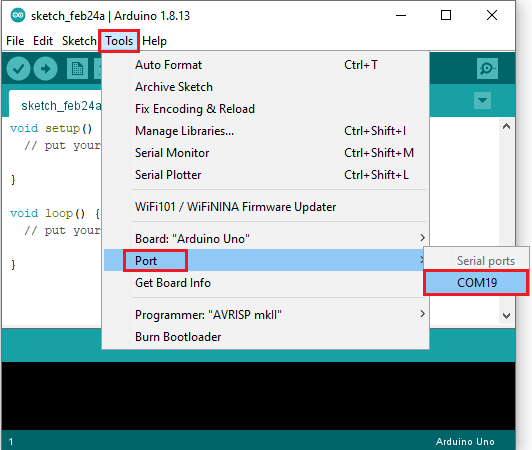 sketch_feb24a | Arduino 1.8.13
File Edit Sketch Tools Help
Auto Format Ctrl+T
Archive Sketch
sketch_feb24a
Fix Encoding & Reload
void setup()
Manage Libraries... Ctrl+Shift+I
// put your
Serial Monitor Ctrl+Shift+M
Serial Plotter Ctrl+Shift+L
}
WiFi101 / WiFiNINA Firmware Updater
void loop() {
// put your
Board: "Arduino Uno"
Port
Serial ports
}
Get Board Info
COM19
Programmer: "AVRISP mkII"
Burn Bootloader
1 Arduino Uno